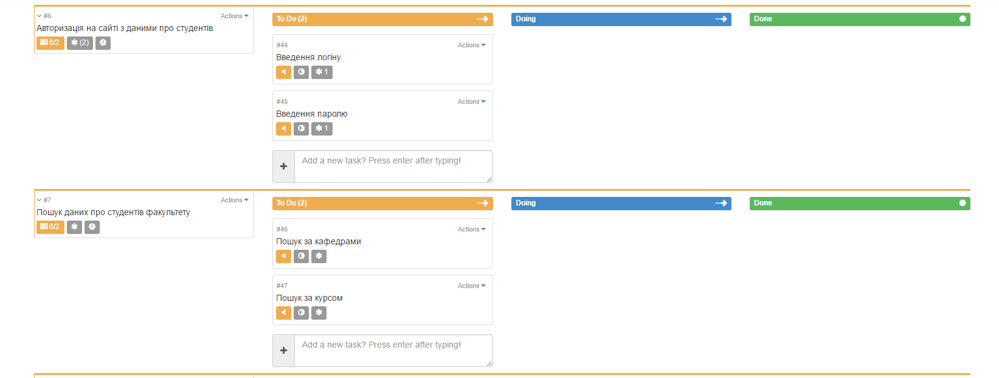 #6 Actions
Авторизація на сайті з даними про студентів
0/2 (2)
To Do (2)
Doing
Done
#44 Actions
Введення логіну
1
#45 Actions
Введення паролю
1
Add a new task? Press enter after typing!
#7 Actions
Пошук даних про студентів факультету
0/2
To Do (2)
Doing
Done
#46 Actions
Пошук за кафедрами
#47 Actions
Пошук за курсом
Add a new task? Press enter after typing!